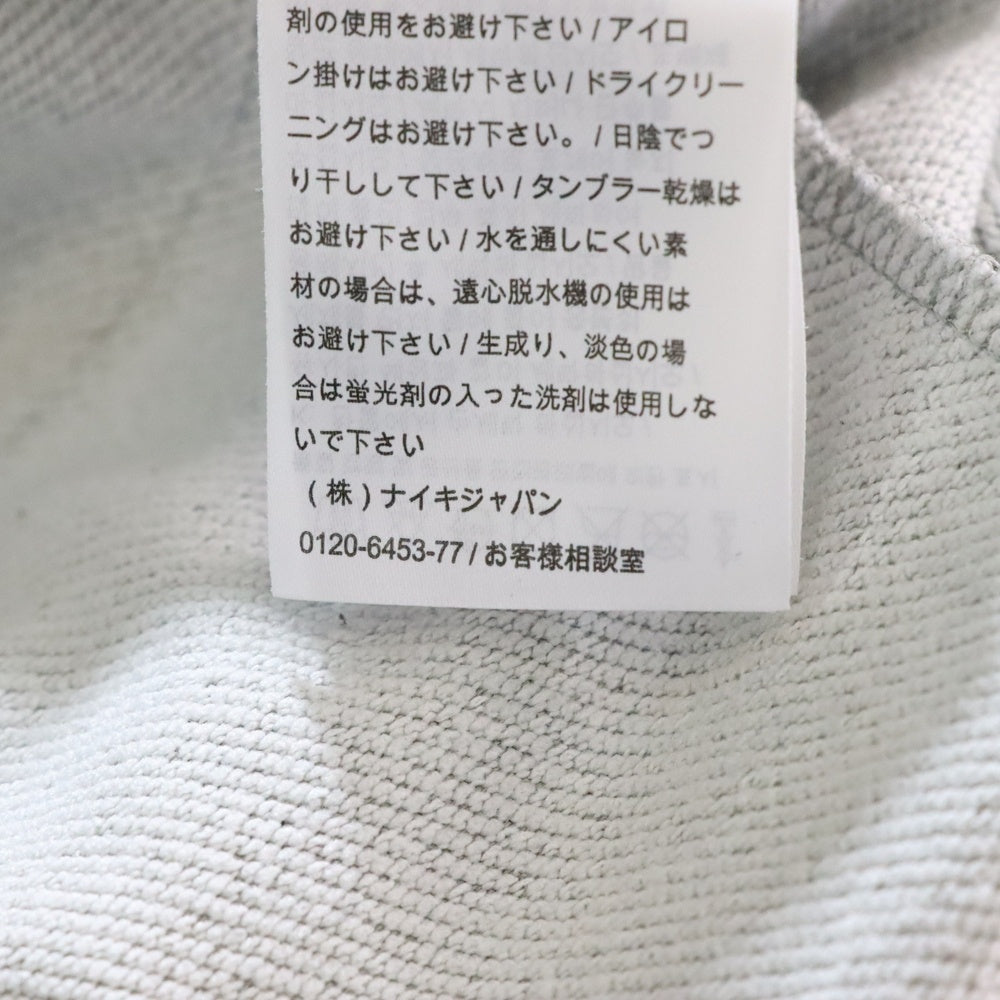 剤の使用をお避け下さい / アイロ
ン掛けはお避け下さい / ドライクリー
ニングはお避け下さい。 / 日陰でつ
り干しして下さい / タンブラー乾燥は
お避け下さい / 水を通しにくい素
材の場合は、遠心脱水機の使用は
お避け下さい / 生成り、淡色の場
合は蛍光剤の入った洗剤は使用しな
いで下さい
(株)ナイキジャパン
0120-6453-77 / お客様相談室